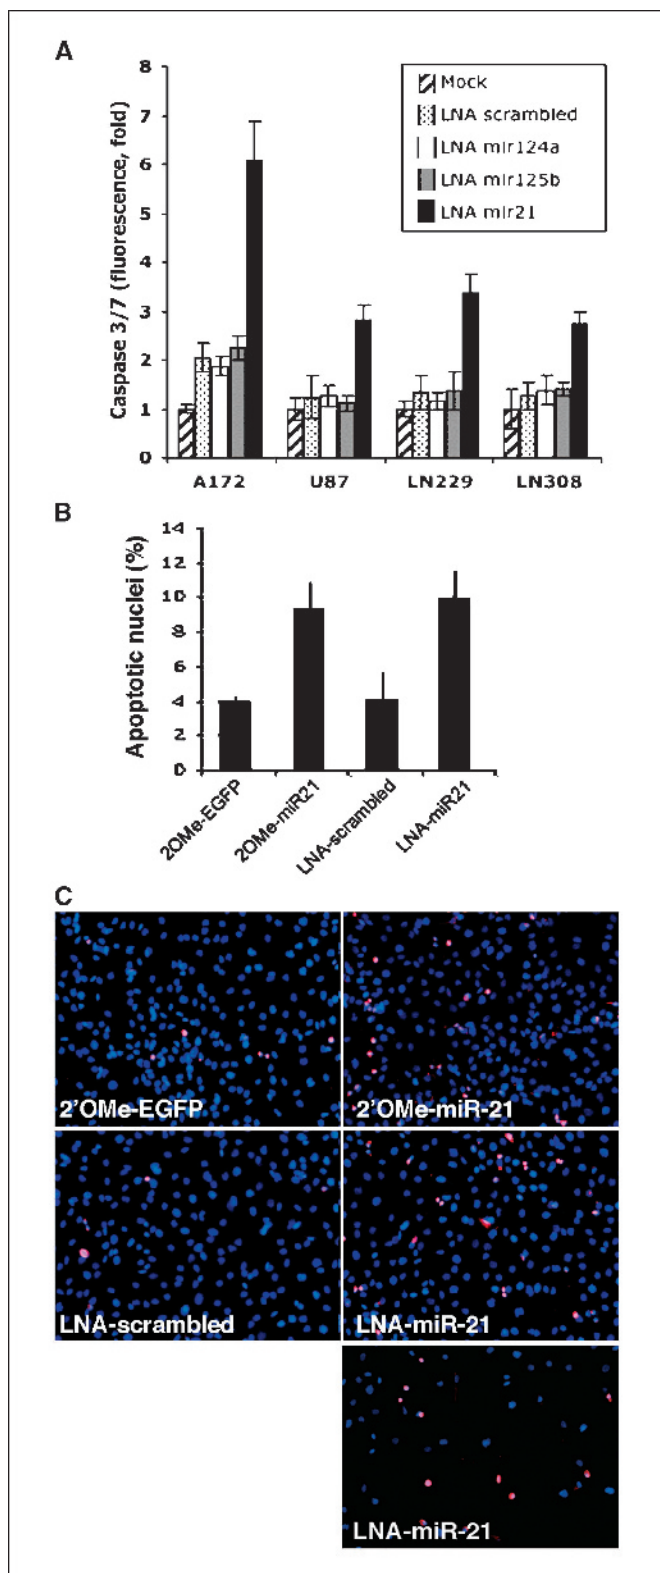 A
Caspase 3/7 (fluorescence, fold)
8
7
6
5
4
3
2
1
0
Mock
LNA scrambled
LNA mir124a
LNA mir125b
LNA mir21
A172 U87 LN229 LN308
B
Apoptotic nuclei (%)
14
12
10
8
6
4
2
0
2OMe-EGFP
2OMe-miR21
LNA-scrambled
LNA-miR21
C
2'OMe-EGFP 2'OMe-miR-21
LNA-scrambled LNA-miR-21
LNA-miR-21